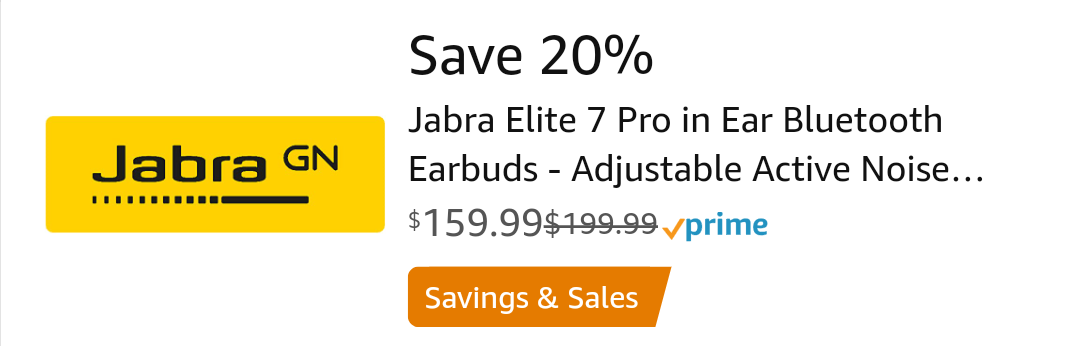 Save 20%
Jabra GN
Jabra Elite 7 Pro in Ear Bluetooth
Earbuds - Adjustable Active Noise…
$159.99$199.99 prime
Savings & Sales